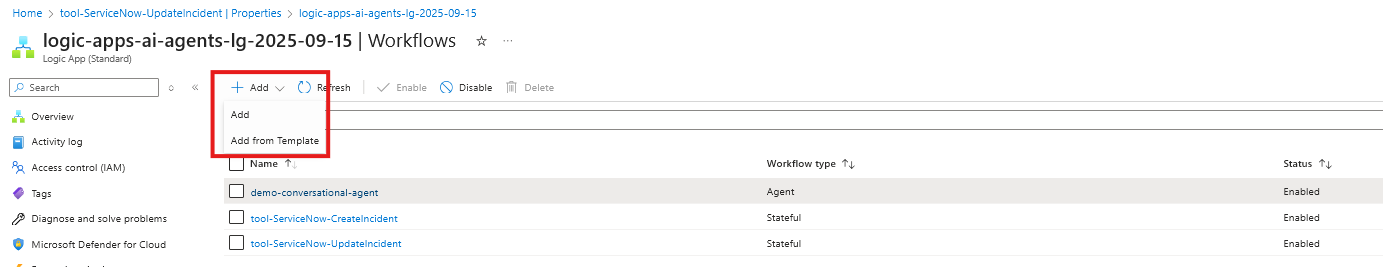 Home > tool-ServiceNow-UpdateIncident | Properties > logic-apps-ai-agents-lg-2025-09-15
logic-apps-ai-agents-lg-2025-09-15 | Workflows
Logic App (Standard)
Search
Add
Refresh
Enable
Disable
Delete
Overview
Activity log
Access control (IAM)
Tags
Diagnose and solve problems
Microsoft Defender for Cloud
Add
Add from Template
Name Workflow type Status
demo-conversational-agent Agent Enabled
tool-ServiceNow-CreateIncident Stateful Enabled
tool-ServiceNow-UpdateIncident Stateful Enabled